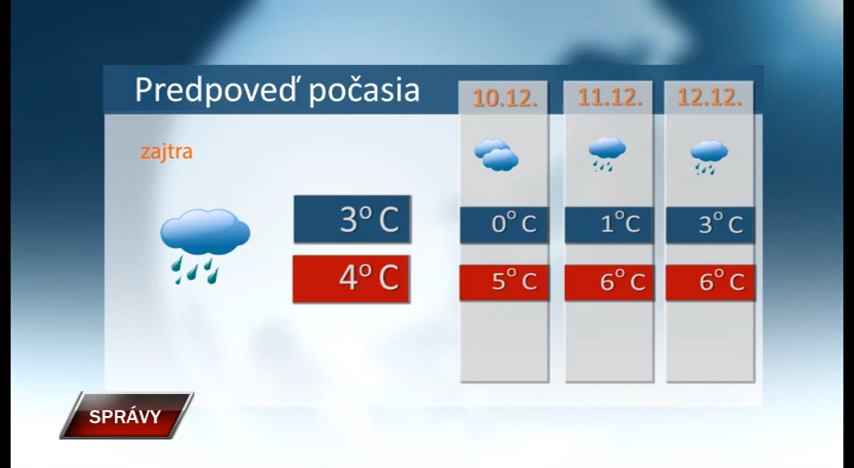 Predpoveď počasia
zajtra
3° C
4° C
10.12.
0° C
5° C
11.12.
1°C
6° C
12.12.
3° C
6° C
SPRÁVY